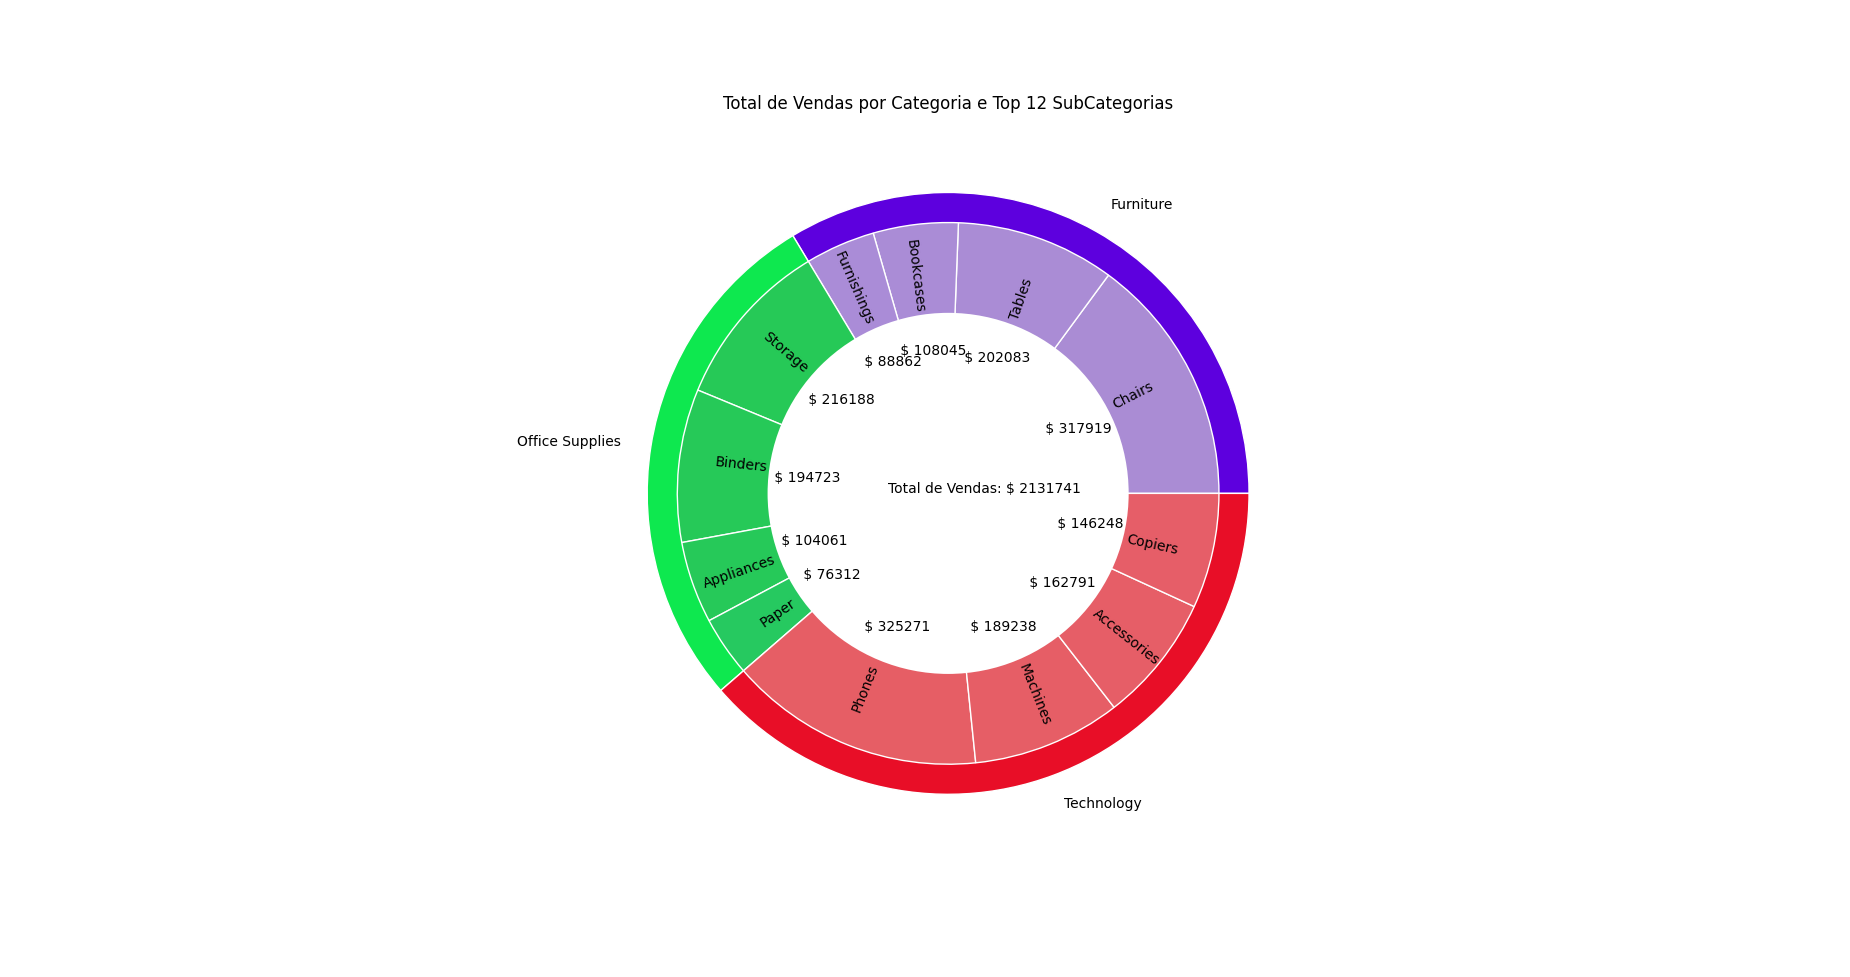 Total de Vendas por Categoria e Top 12 SubCategorias
Furniture
Office Supplies
Technology
Chairs
Tables
Bookcases
Furnishings
Storage
Binders
Appliances
Paper
Phones
Machines
Accessories
Copiers
$ 317919
$ 202083
$ 108045
$ 88862
$ 216188
$ 194723
$ 104061
$ 76312
$ 325271
$ 189238
$ 162791
$ 146248
Total de Vendas: $ 2131741